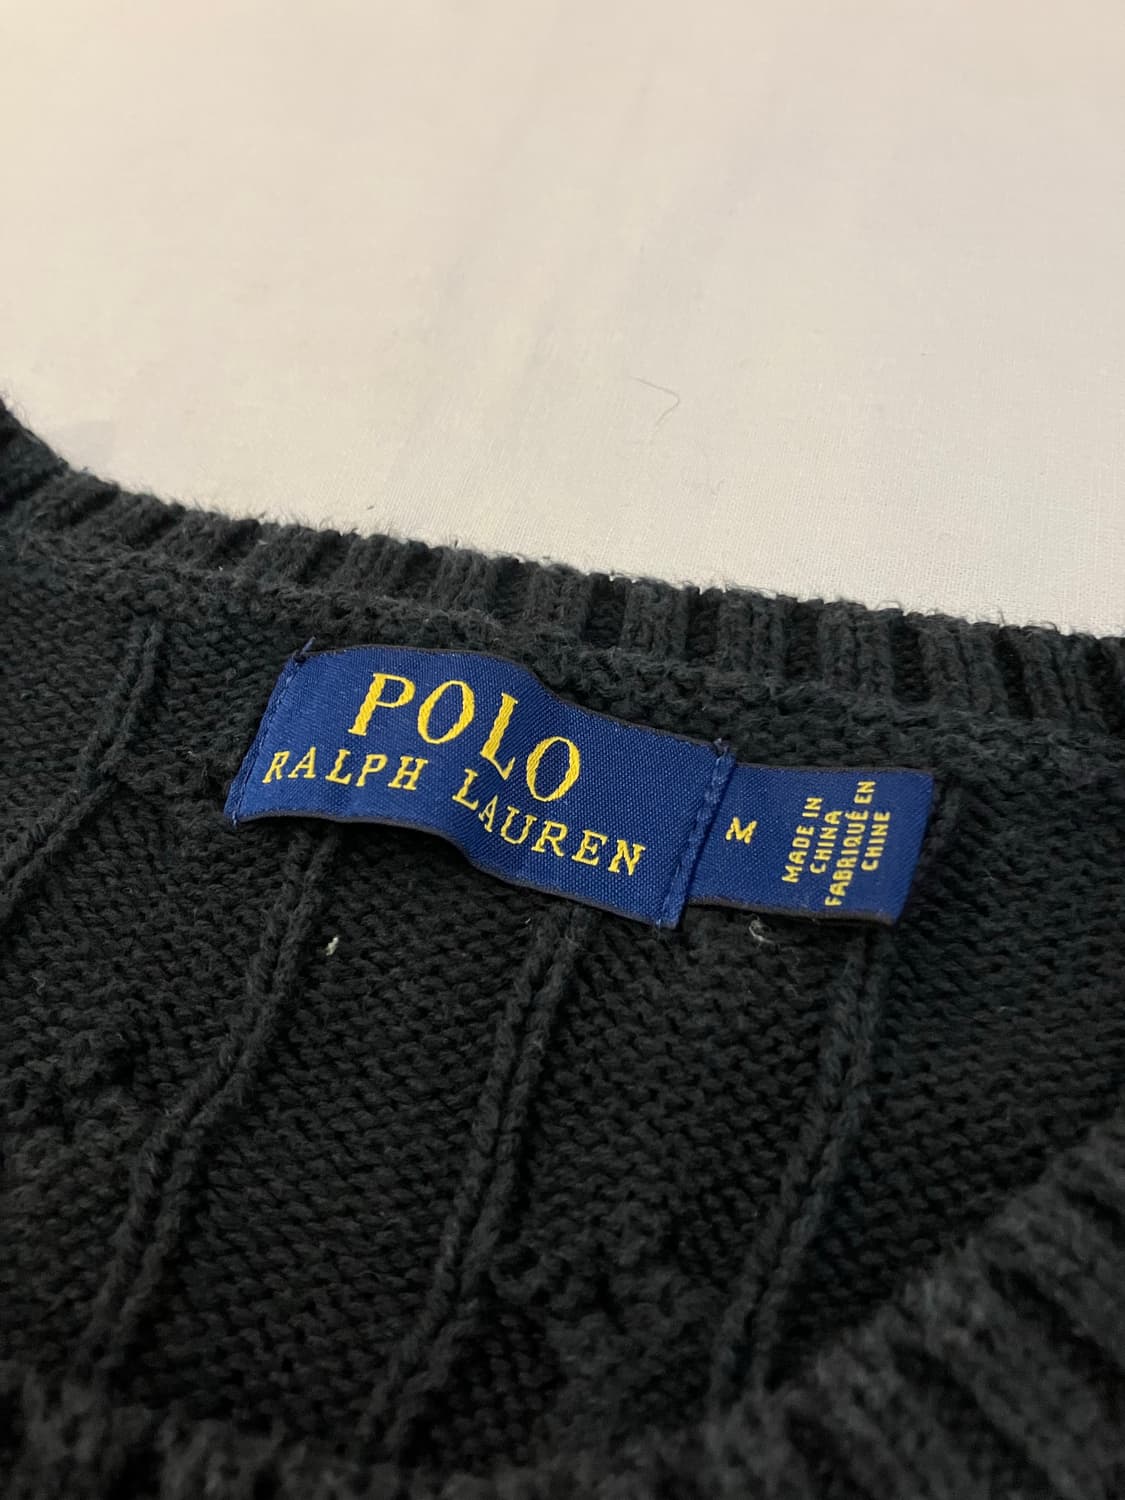 POLO
RALPH LAUREN
M
MADE IN
CHINA
FABRIQUÉ EN
CHINE